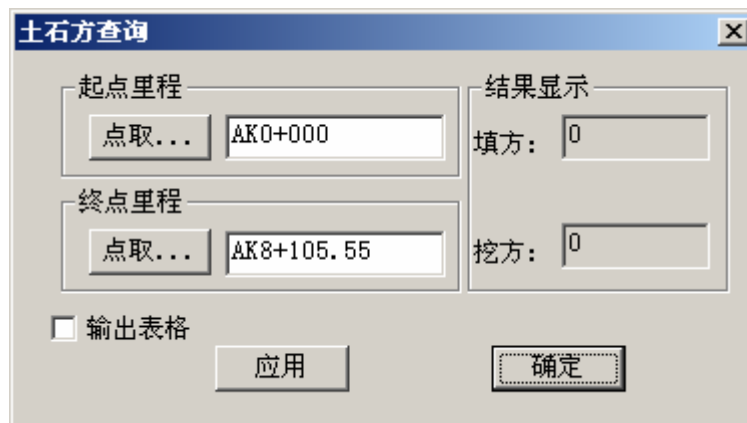 土石方查询
起点里程
点取... AK0+000
终点里程
点取... AK8+105.55
结果显示
填方: 0
挖方: 0
输出表格
应用
确定